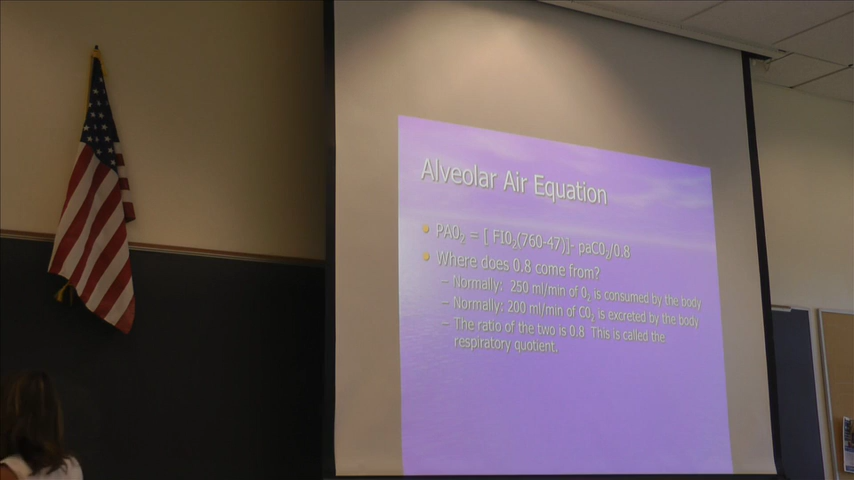 Alveolar Air Equation
• PA0₂ = [ FI0₂(760-47)]- paC0₂/0.8
• Where does 0.8 come from?
– Normally: 250 ml/min of 0₂ is consumed by the body
– Normally: 200 ml/min of C0₂ is excreted by the body
– The ratio of the two is 0.8 This is called the
respiratory quotient.